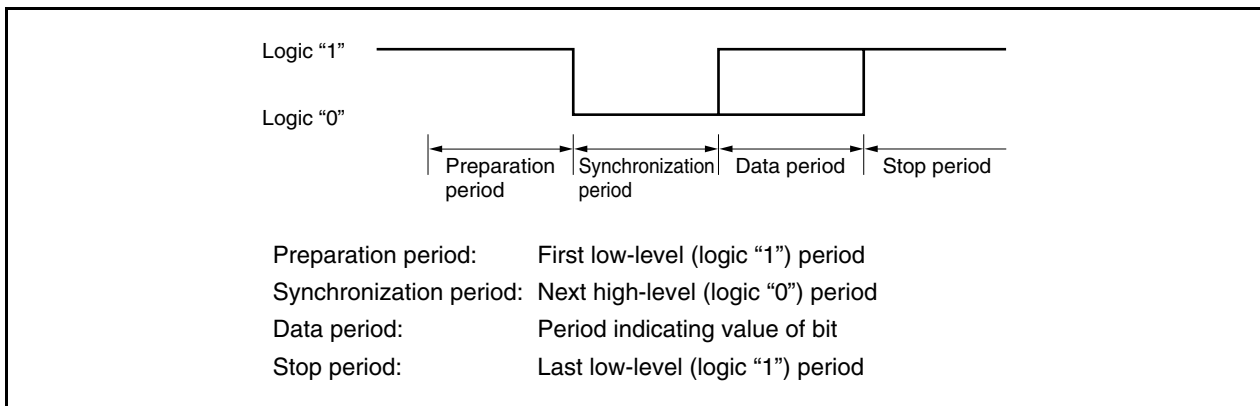 Logic “1”
Logic “0”
Preparation period
Synchronization period
Data period
Stop period
Preparation period: First low-level (logic “1”) period
Synchronization period: Next high-level (logic “0”) period
Data period: Period indicating value of bit
Stop period: Last low-level (logic “1”) period